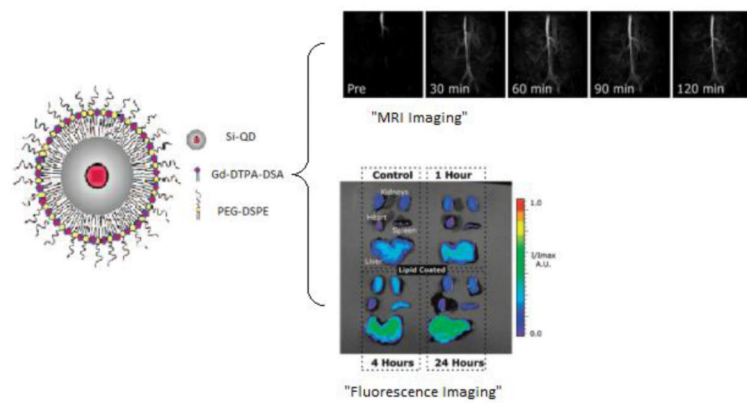 Pre
30 min
60 min
90 min
120 min
"MRI Imaging"
Si-QD
Gd-DTPA-DSA
PEG-DSPE
Control
1 Hour
Kidneys
Heart
Spleen
Liver
Lipid Coated
4 Hours
24 Hours
1.0
I/Imax
A.U.
0.0
"Fluorescence Imaging"